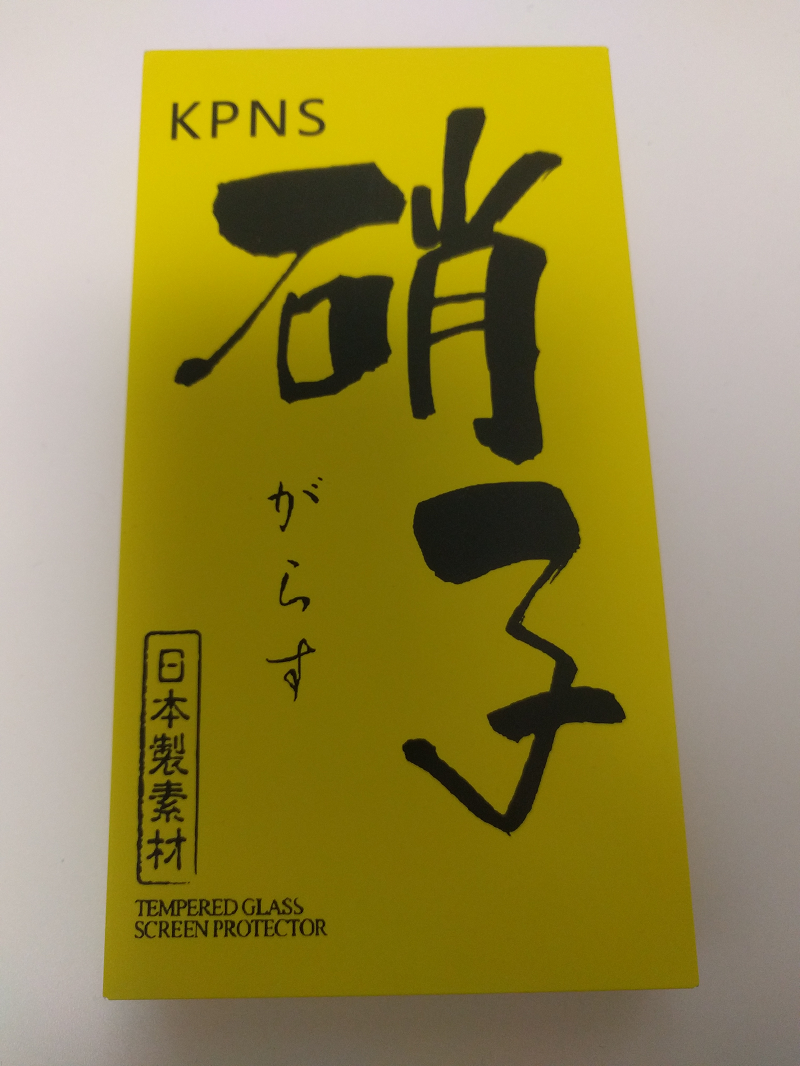 KPNS
硝子
がらす
日本製素材
TEMPERED GLASS
SCREEN PROTECTOR